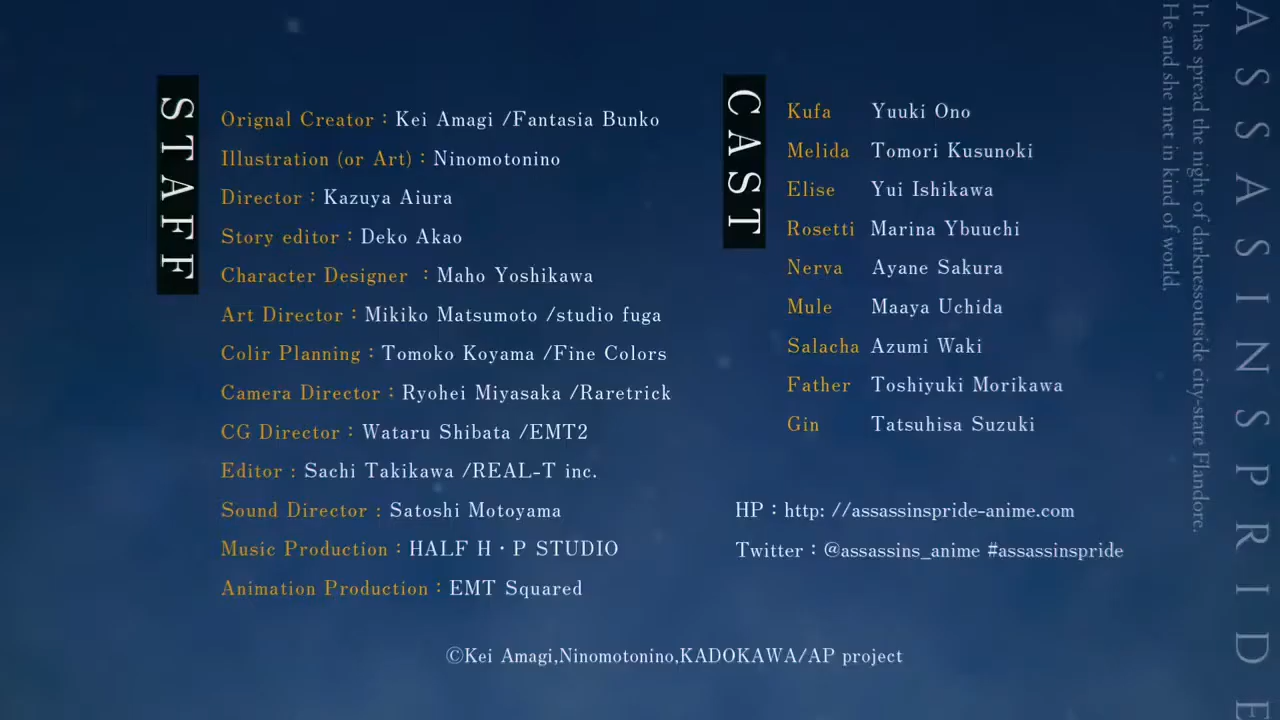 STAFF
Orignal Creator : Kei Amagi /Fantasia Bunko
Illustration (or Art) : Ninomotonino
Director : Kazuya Aiura
Story editor : Deko Akao
Character Designer : Maho Yoshikawa
Art Director : Mikiko Matsumoto /studio fuga
Colir Planning : Tomoko Koyama /Fine Colors
Camera Director : Ryohei Miyasaka /Raretrick
CG Director : Wataru Shibata /EMT2
Editor : Sachi Takikawa /REAL-T inc.
Sound Director : Satoshi Motoyama
Music Production : HALF H・P STUDIO
Animation Production : EMT Squared
CAST
Kufa Yuuki Ono
Melida Tomori Kusunoki
Elise Yui Ishikawa
Rosetti Marina Ybuuchi
Nerva Ayane Sakura
Mule Maaya Uchida
Salacha Azumi Waki
Father Toshiyuki Morikawa
Gin Tatsuhisa Suzuki
HP : http: //assassinspride-anime.com
Twitter : @assassins_anime #assassinspride
©Kei Amagi,Ninomotonino,KADOKAWA/AP project
ASSASSINSPRIDE
It has spread the night of darknessoutside city-state Flandore.
He and she met in kind of world.